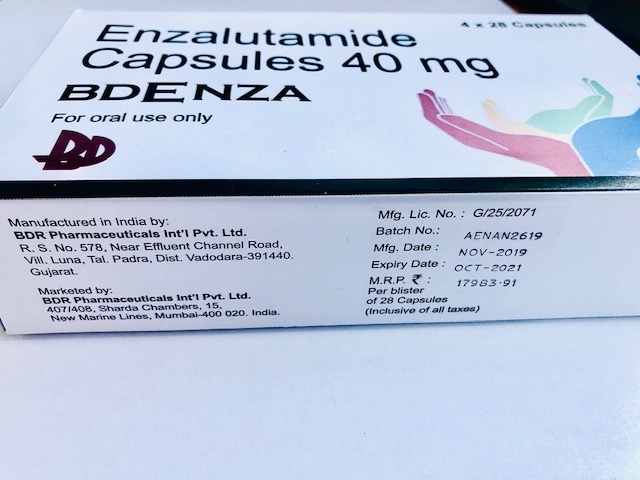 4 x 28 Capsules
Enzalutamide
Capsules 40 mg
BDENZA
For oral use only
BD
Manufactured in India by:
BDR Pharmaceuticals Int'l Pvt. Ltd.
R. S. No. 578, Near Effluent Channel Road,
Vill. Luna, Tal. Padra, Dist. Vadodara-391440.
Gujarat.
Marketed by:
BDR Pharmaceuticals Int'l Pvt. Ltd.
407/408, Sharda Chambers, 15,
New Marine Lines, Mumbai-400 020. India.
Mfg. Lic. No. : G/25/2071
Batch No.: AENAN2619
Mfg. Date : NOV-2019
Expiry Date : OCT-2021
M.R.P. ₹ : 17983.91
Per blister
of 28 Capsules
(Inclusive of all taxes)